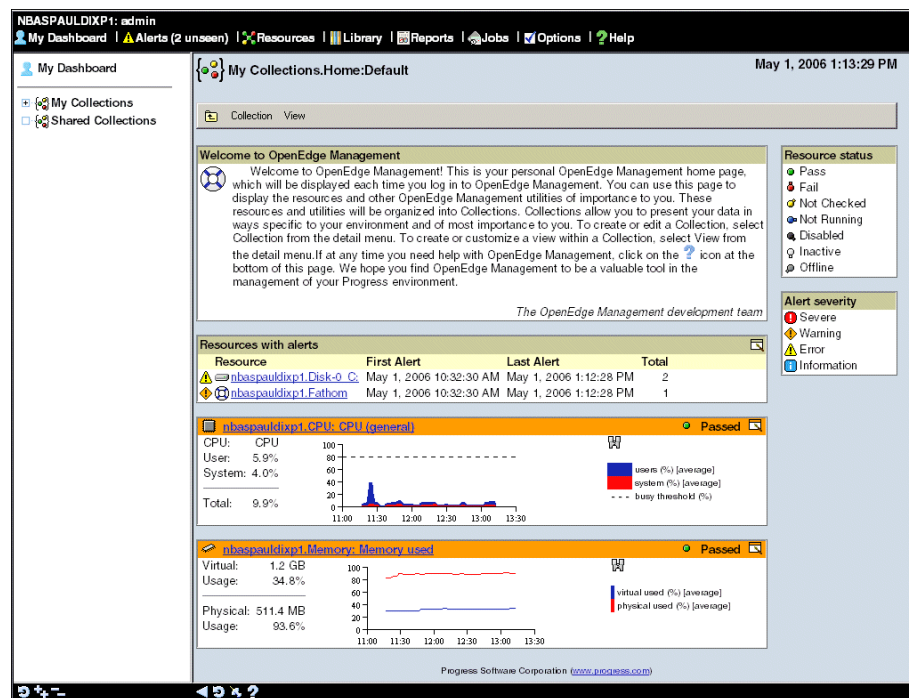 NBASPAULDIXP1: admin
My Dashboard | Alerts (2 unseen) | Resources | Library | Reports | Jobs | Options | Help
My Dashboard
My Collections
Shared Collections
My Collections.Home:Default
May 1, 2006 1:13:29 PM
Collection View
Welcome to OpenEdge Management
Welcome to OpenEdge Management! This is your personal OpenEdge Management home page,
which will be displayed each time you log in to OpenEdge Management. You can use this page to
display the resources and other OpenEdge Management utilities of importance to you. These
resources and utilities will be organized into Collections. Collections allow you to present your data in
ways specific to your environment and of most importance to you. To create or edit a Collection, select
Collection from the detail menu. To create or customize a view within a Collection, select View from
the detail menu.If at any time you need help with OpenEdge Management, click on the ? icon at the
bottom of this page. We hope you find OpenEdge Management to be a valuable tool in the
management of your Progress environment.
The OpenEdge Management development team
Resource status
Pass
Fail
Not Checked
Not Running
Disabled
Inactive
Offline
Alert severity
Severe
Warning
Error
Information
Resources with alerts
Resource First Alert Last Alert Total
nbaspauldixp1.Disk-0_C: May 1, 2006 10:32:30 AM May 1, 2006 1:12:28 PM 2
nbaspauldixp1.Fathom May 1, 2006 10:32:30 AM May 1, 2006 1:12:28 PM 1
nbaspauldixp1.CPU: CPU (general) Passed
CPU: CPU
User: 5.9%
System: 4.0%
Total: 9.9%
100
80
60
40
20
0
11:00 11:30 12:00 12:30 13:00 13:30
users (%) [average]
system (%) [average]
busy threshold (%)
nbaspauldixp1.Memory: Memory used Passed
Virtual: 1.2 GB
Usage: 34.8%
Physical: 511.4 MB
Usage: 93.6%
100
80
60
40
20
0
11:00 11:30 12:00 12:30 13:00 13:30
virtual used (%) [average]
physical used (%) [average]
Progress Software Corporation (www.progress.com)